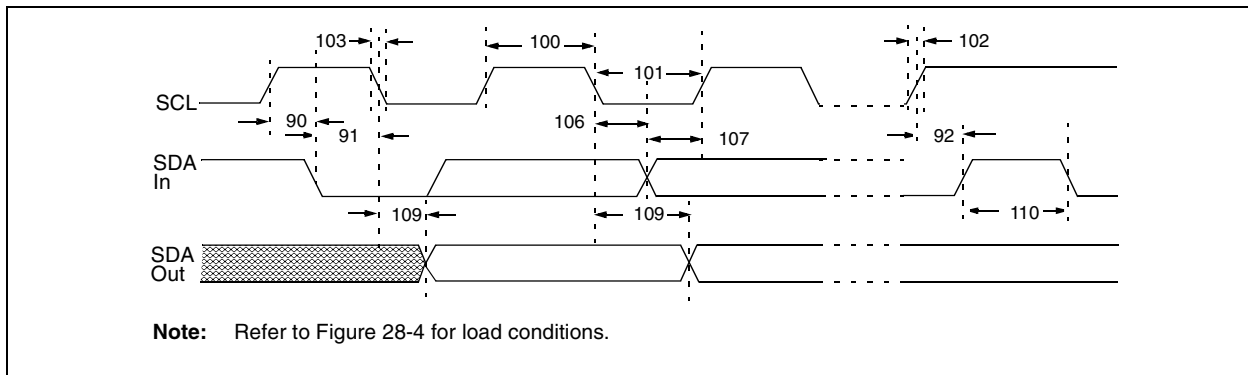 103
100
102
101
SCL
90
91
106
107
92
SDA
In
109
109
110
SDA
Out
Note: Refer to Figure 28-4 for load conditions.